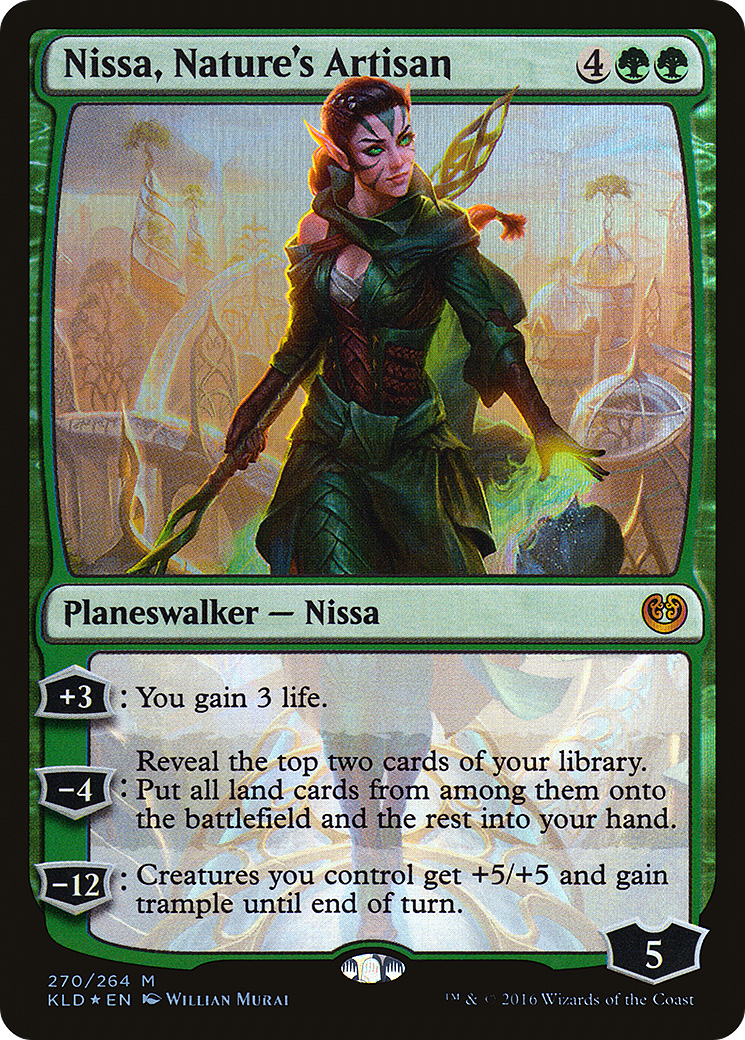 Nissa, Nature's Artisan 4
Planeswalker — Nissa
+3 : You gain 3 life.
Reveal the top two cards of your library.
−4 : Put all land cards from among them onto
the battlefield and the rest into your hand.
−12 : Creatures you control get +5/+5 and gain
trample until end of turn.
5
270/264 M
KLD ★ EN Willian Murai
™ & © 2016 Wizards of the Coast